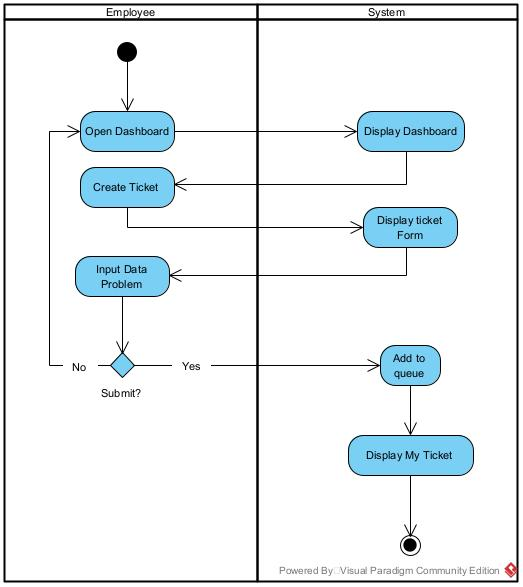 Employee
System
Open Dashboard
Display Dashboard
Create Ticket
Display ticket
Form
Input Data
Problem
No
Yes
Add to
queue
Submit?
Display My Ticket
Powered By Visual Paradigm Community Edition